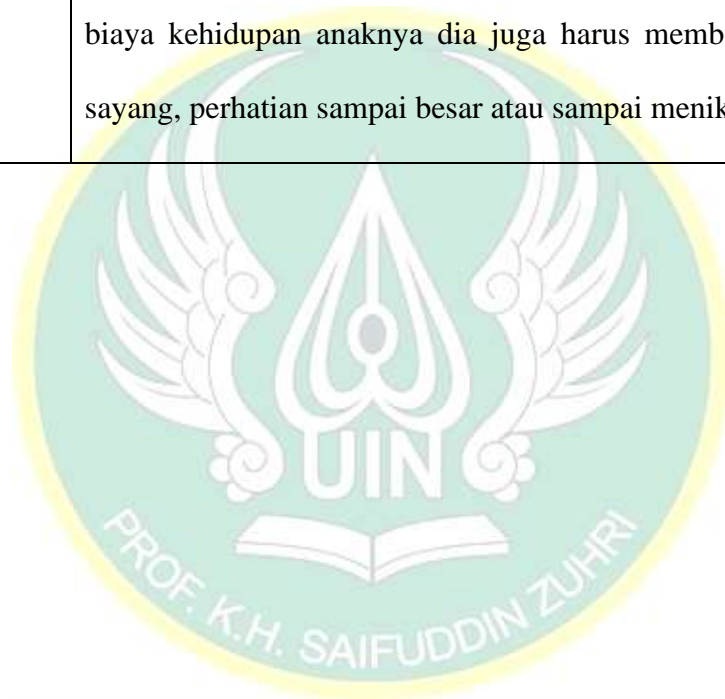 biaya kehidupan anaknya dia juga harus memb
sayang, perhatian sampai besar atau sampai menik
UIN
PROF. K.H. SAIFUDDIN ZUHRI